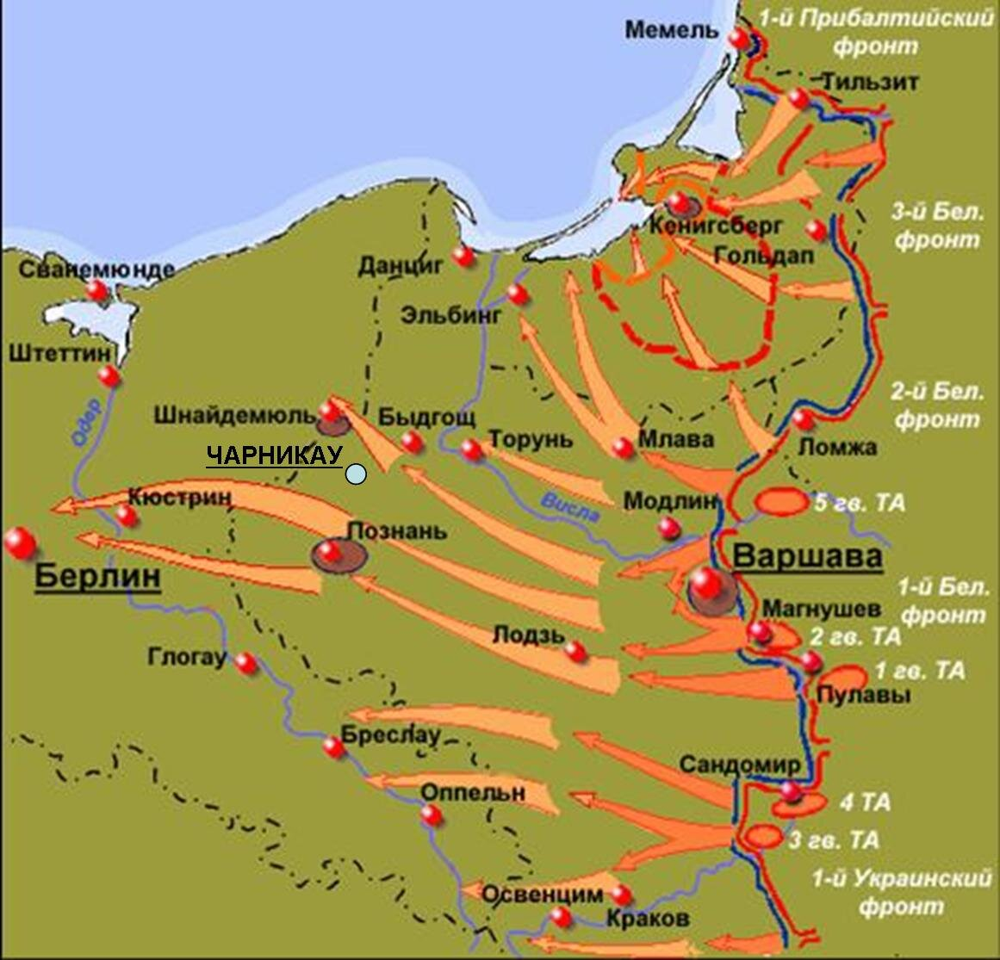 1-й Прибалтийский
фронт
Мемель
Тильзит
3-й Бел.
фронт
Кенигсберг
Гольдап
Данциг
Сванемюнде
Эльбинг
Штеттин
2-й Бел.
фронт
Одер
Шнайдемюль
Быдгощ
Торунь
Млава
Ломжа
ЧАРНИКАУ
Кюстрин
Висла
Модлин
5 гв. ТА
Познань
Варшава
Берлин
1-й Бел.
фронт
Магнушев
2 гв. ТА
Лодзь
Глогау
1 гв. ТА
Пулавы
Бреслау
Сандомир
Оппельн
4 ТА
3 гв. ТА
1-й Украинский
фронт
Освенцим
Краков